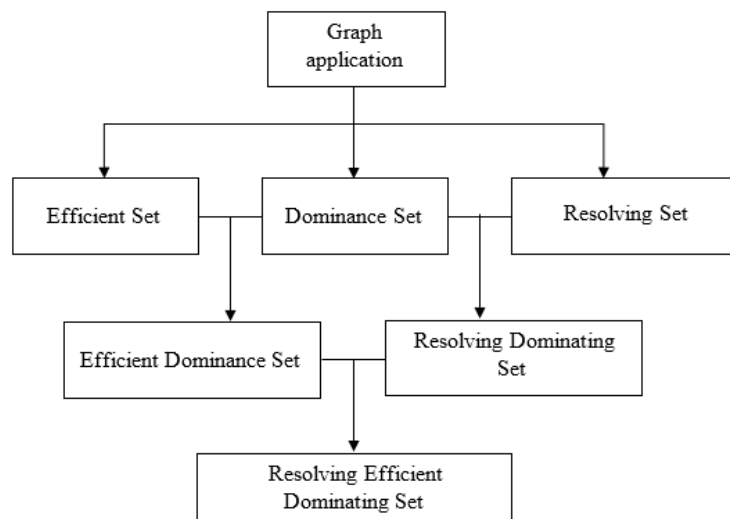 Graph
application
Efficient Set
Dominance Set
Resolving Set
Efficient Dominance Set
Resolving Dominating
Set
Resolving Efficient
Dominating Set